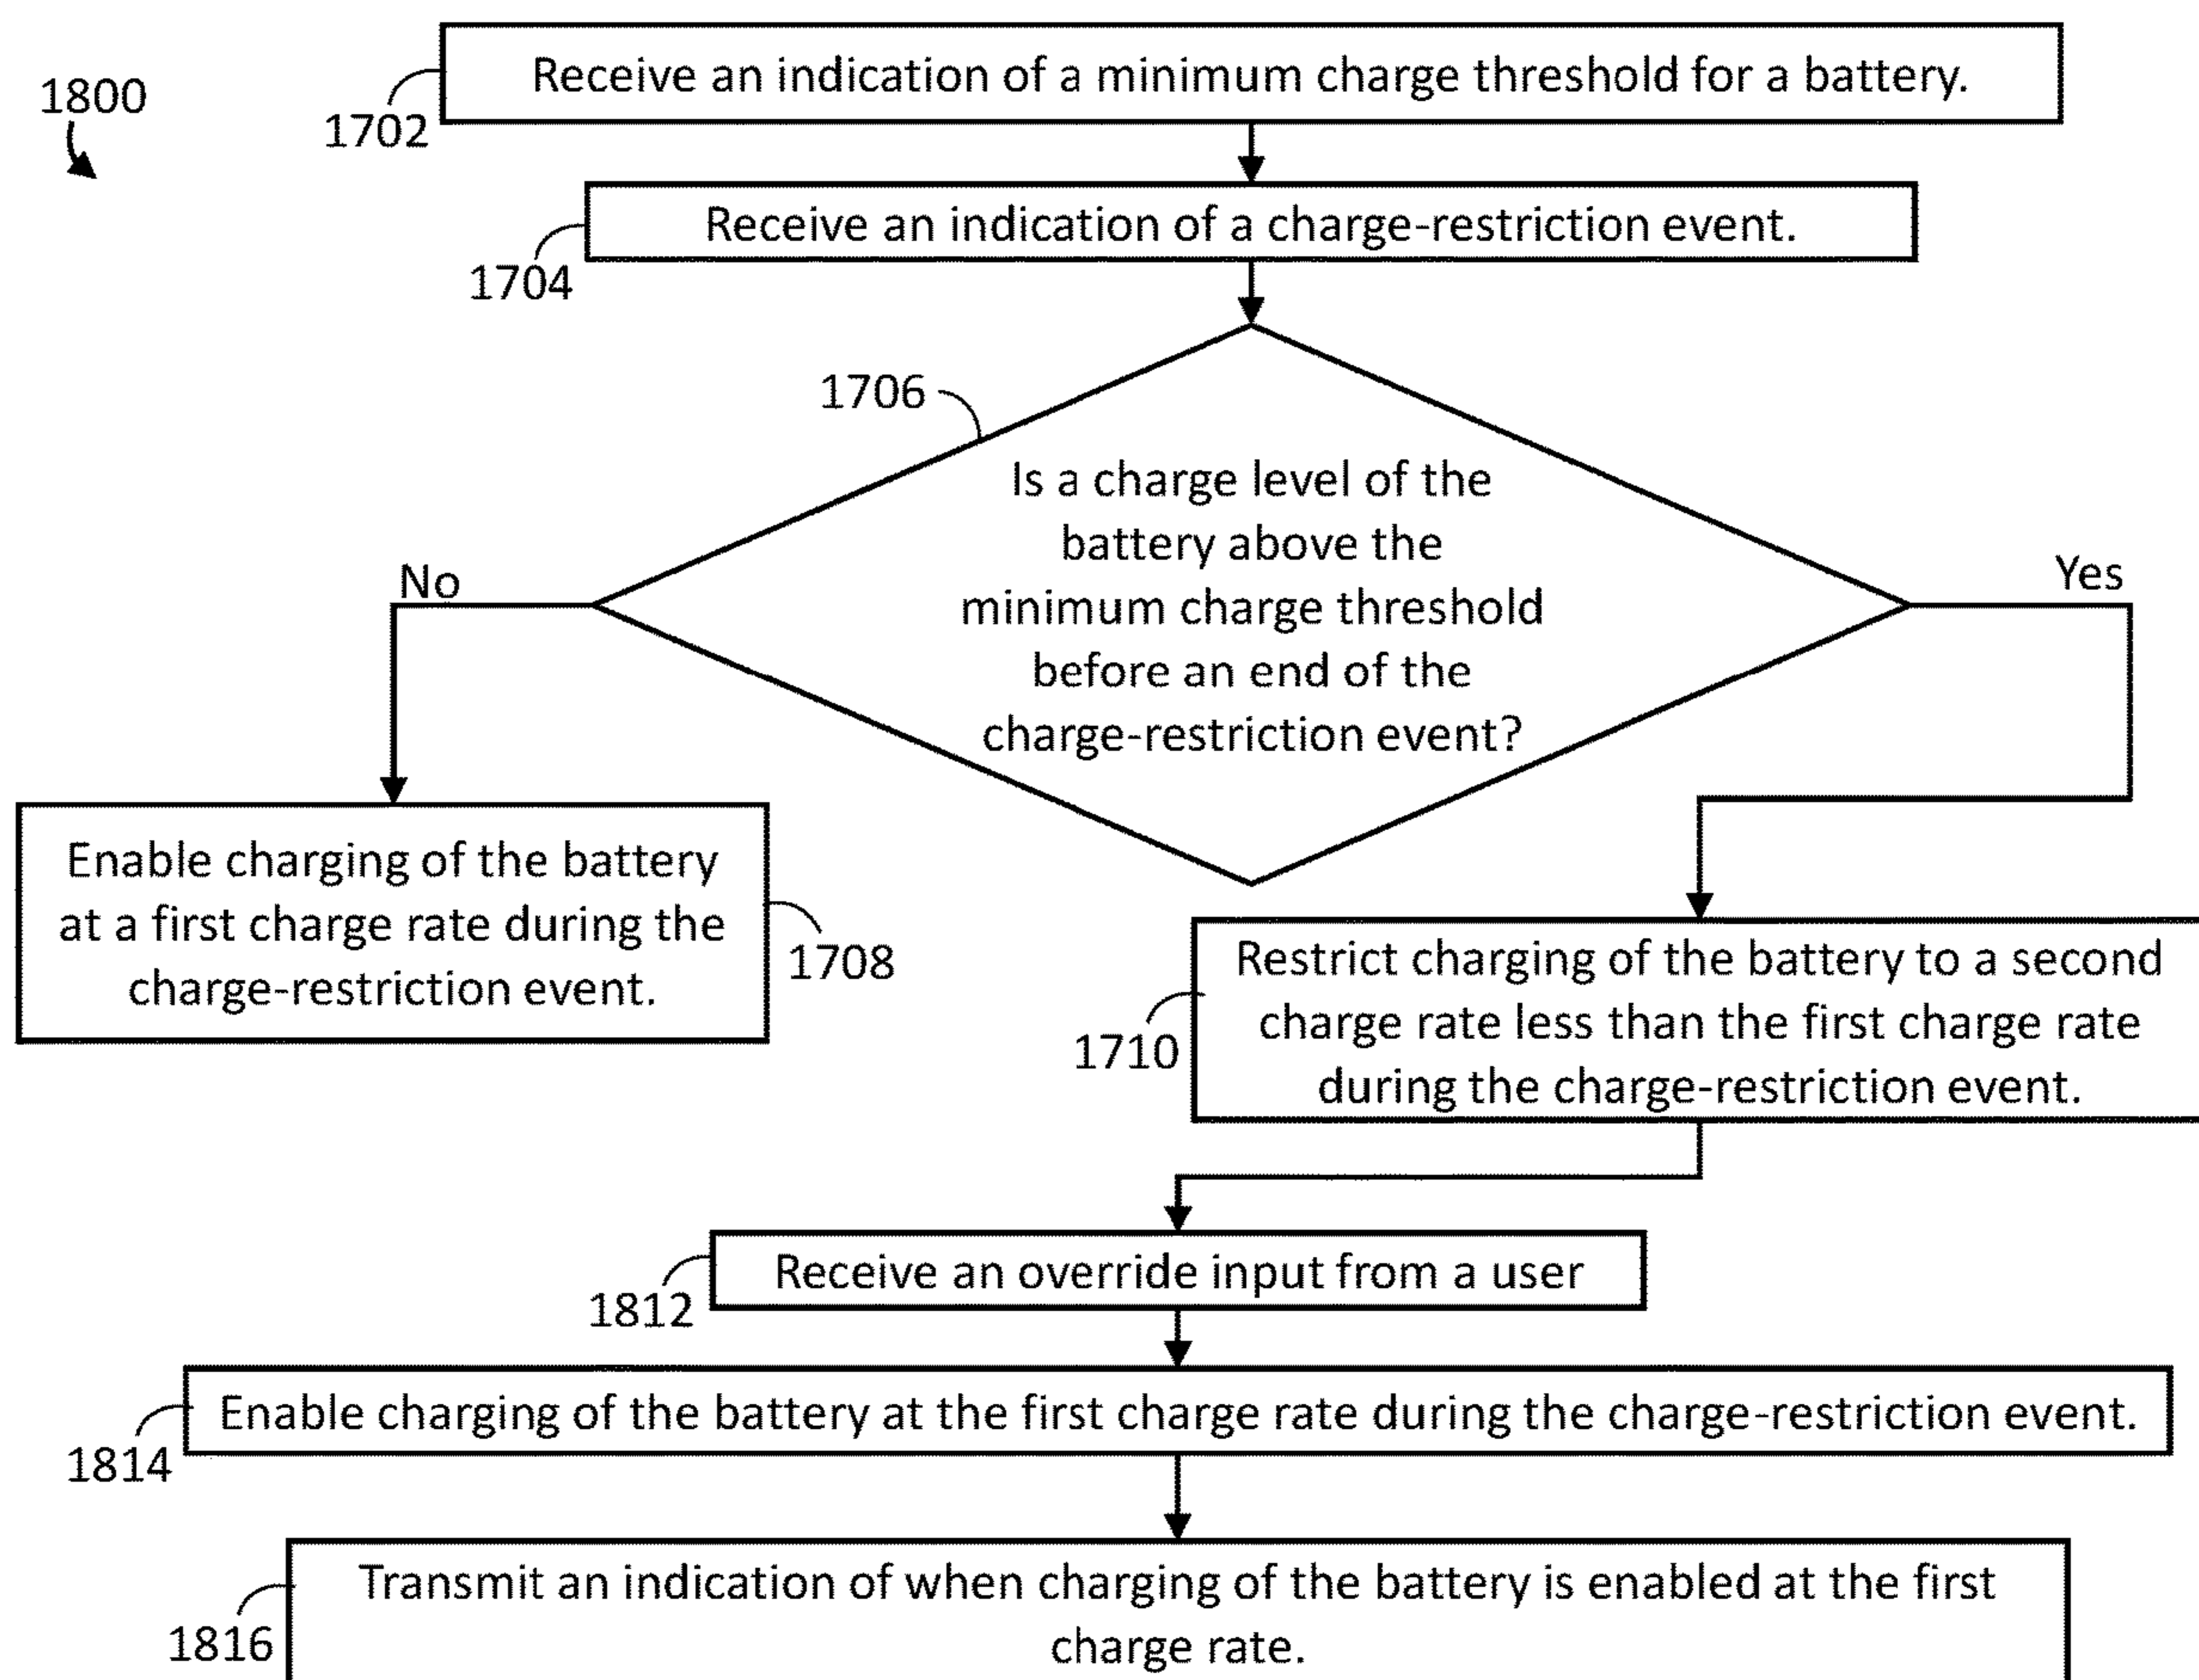 1800
Receive an indication of a minimum charge threshold for a battery.
1702
Receive an indication of a charge-restriction event.
1704
1706
Is a charge level of the
battery above the
minimum charge threshold
before an end of the
charge-restriction event?
No
Yes
Enable charging of the battery
at a first charge rate during the
charge-restriction event.
1708
Restrict charging of the battery to a second
charge rate less than the first charge rate
during the charge-restriction event.
1710
Receive an override input from a user
1812
Enable charging of the battery at the first charge rate during the charge-restriction event.
1814
Transmit an indication of when charging of the battery is enabled at the first
charge rate.
1816